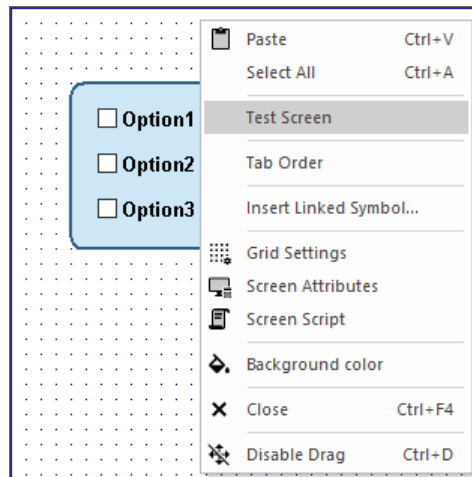 Option1
Option2
Option3
Paste Ctrl+V
Select All Ctrl+A
Test Screen
Tab Order
Insert Linked Symbol...
Grid Settings
Screen Attributes
Screen Script
Background color
Close Ctrl+F4
Disable Drag Ctrl+D